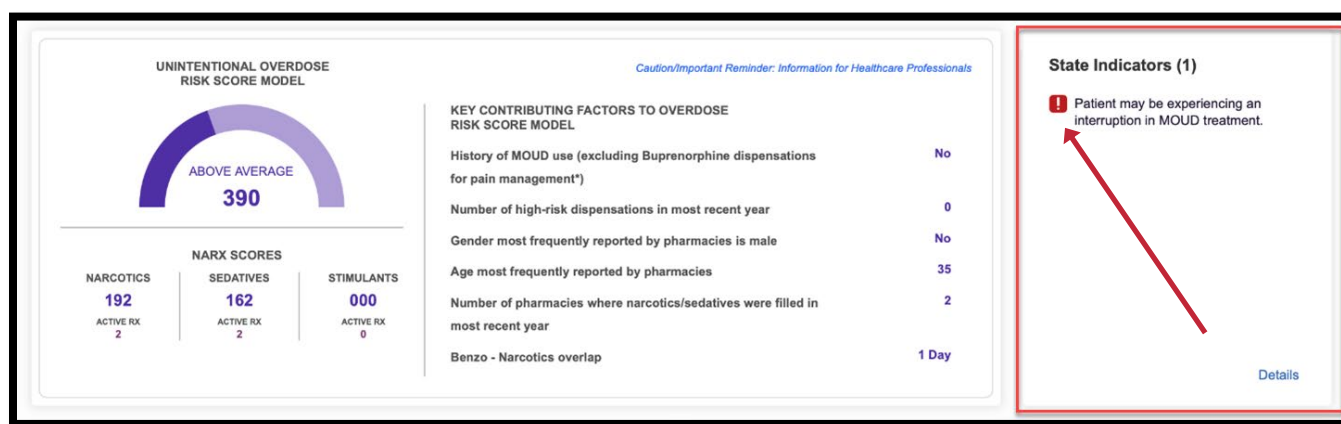 UNINTENTIONAL OVERDOSE
RISK SCORE MODEL
ABOVE AVERAGE
390
NARX SCORES
NARCOTICS
192
ACTIVE RX
2
SEDATIVES
162
ACTIVE RX
2
STIMULANTS
000
ACTIVE RX
0
Caution/Important Reminder: Information for Healthcare Professionals
KEY CONTRIBUTING FACTORS TO OVERDOSE
RISK SCORE MODEL
History of MOUD use (excluding Buprenorphine dispensations No
for pain management*)
Number of high-risk dispensations in most recent year 0
Gender most frequently reported by pharmacies is male No
Age most frequently reported by pharmacies 35
Number of pharmacies where narcotics/sedatives were filled in 2
most recent year
Benzo - Narcotics overlap 1 Day
State Indicators (1)
! Patient may be experiencing an
interruption in MOUD treatment.
Details